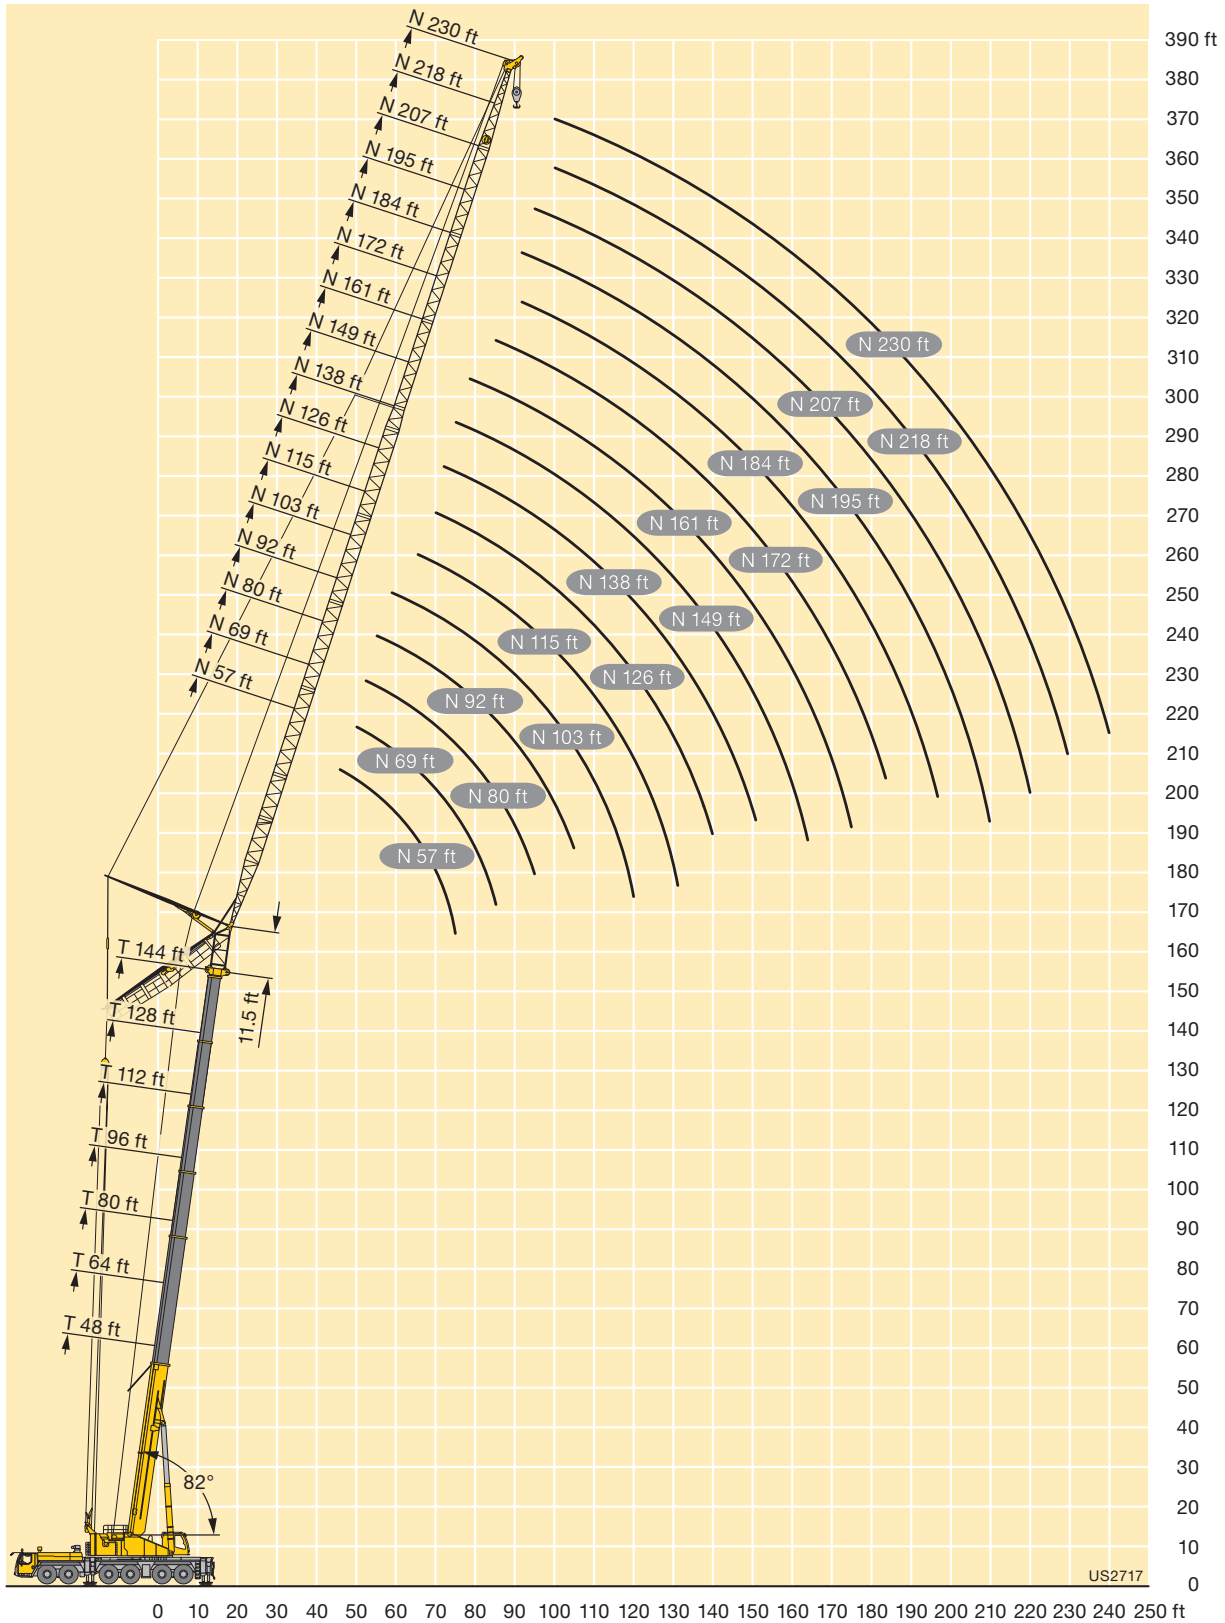 N 230 ft
N 218 ft
N 207 ft
N 195 ft
N 184 ft
N 172 ft
N 161 ft
N 149 ft
N 138 ft
N 126 ft
N 115 ft
N 103 ft
N 92 ft
N 80 ft
N 69 ft
N 57 ft
T 144 ft
11.5 ft
T 128 ft
T 112 ft
T 96 ft
T 80 ft
T 64 ft
T 48 ft
82°
N 230 ft
N 207 ft
N 218 ft
N 184 ft
N 195 ft
N 161 ft
N 172 ft
N 138 ft
N 149 ft
N 115 ft
N 126 ft
N 92 ft
N 103 ft
N 69 ft
N 80 ft
N 57 ft
390 ft
380
370
360
350
340
330
320
310
300
290
280
270
260
250
240
230
220
210
200
190
180
170
160
150
140
130
120
110
100
90
80
70
60
50
40
30
20
10
0
US2717
0 10 20 30 40 50 60 70 80 90 100 110 120 130 140 150 160 170 180 190 200 210 220 230 240 250 ft